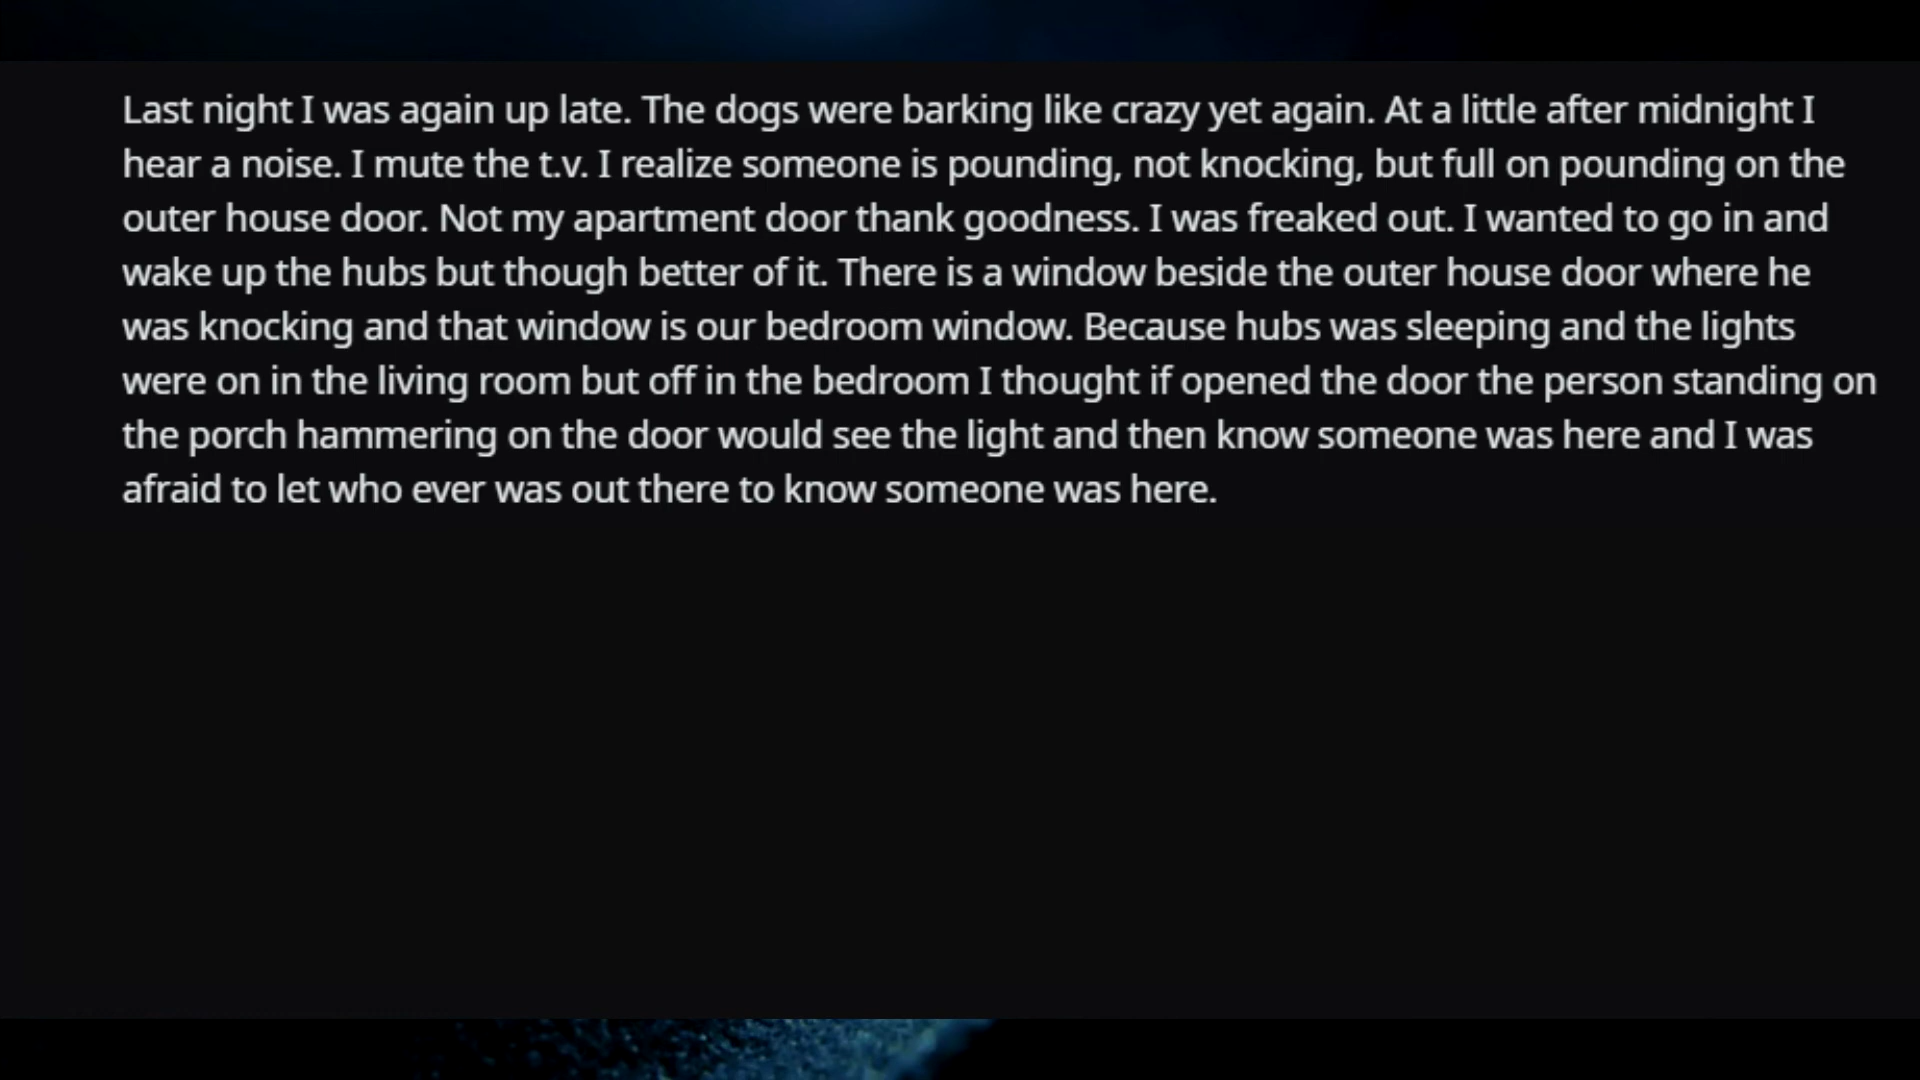 Last night I was again up late. The dogs were barking like crazy yet again. At a little after midnight I
hear a noise. I mute the t.v. I realize someone is pounding, not knocking, but full on pounding on the
outer house door. Not my apartment door thank goodness. I was freaked out. I wanted to go in and
wake up the hubs but though better of it. There is a window beside the outer house door where he
was knocking and that window is our bedroom window. Because hubs was sleeping and the lights
were on in the living room but off in the bedroom I thought if opened the door the person standing on
the porch hammering on the door would see the light and then know someone was here and I was
afraid to let who ever was out there to know someone was here.